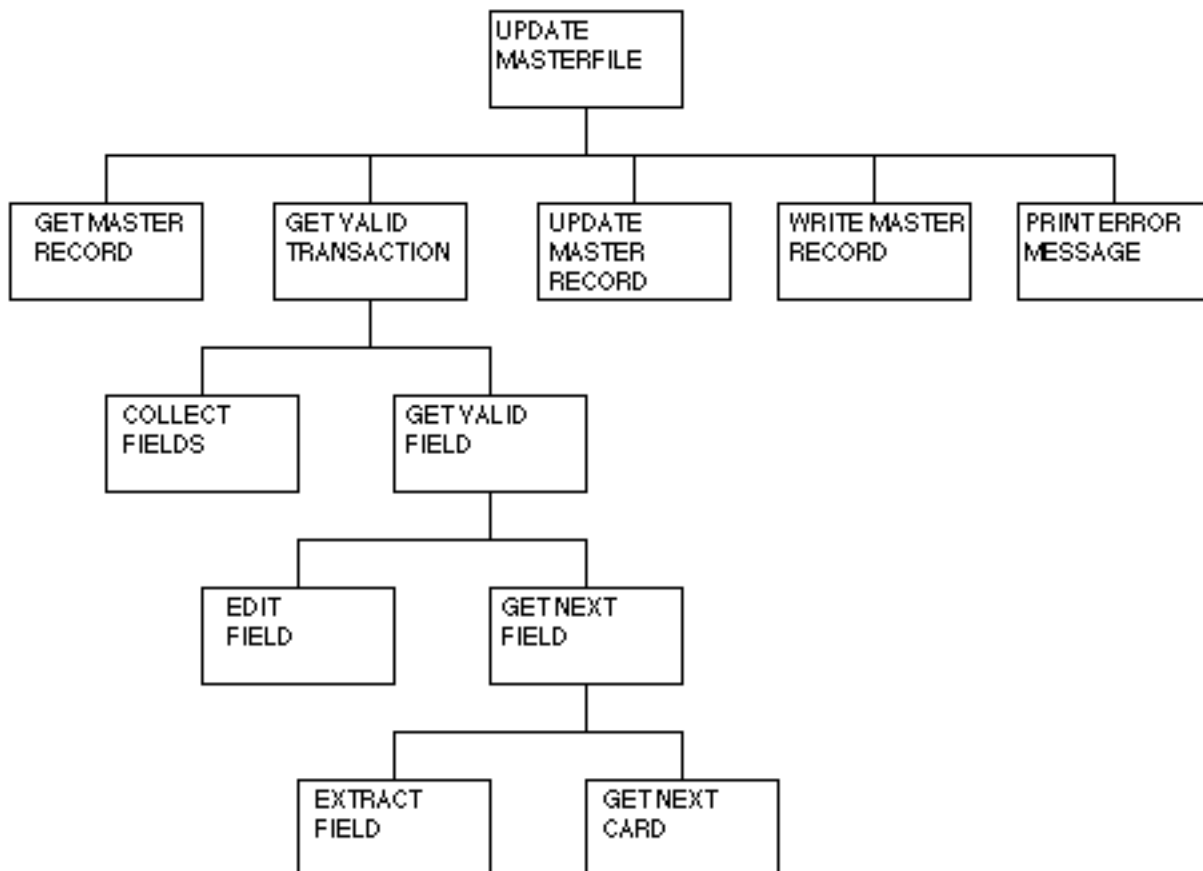 UPDATE
MASTERFILE
GET MASTER
RECORD
GET VALID
TRANSACTION
UPDATE
MASTER
RECORD
WRITE MASTER
RECORD
PRINT ERROR
MESSAGE
COLLECT
FIELDS
GET VALID
FIELD
EDIT
FIELD
GET NEXT
FIELD
EXTRACT
FIELD
GET NEXT
CARD